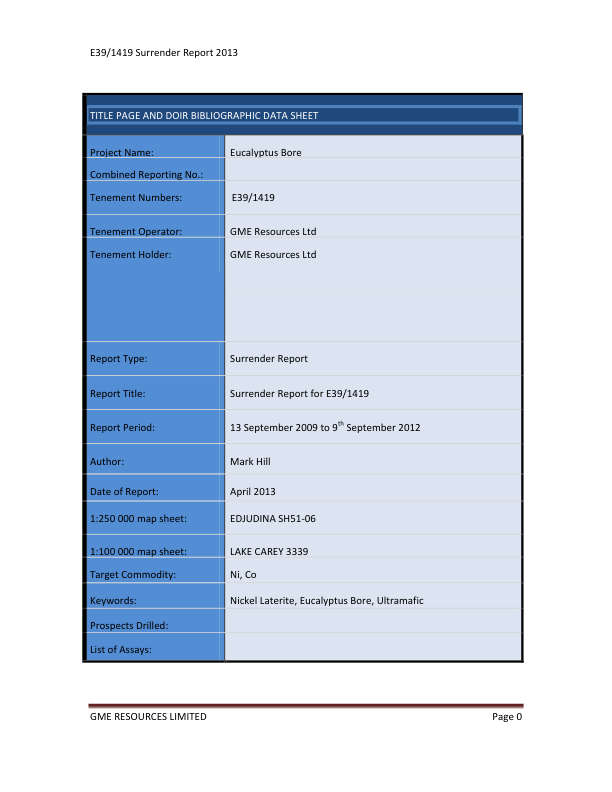 E39/1419 Surrender Report 2013
TITLE PAGE AND DOIR BIBLIOGRAPHIC DATA SHEET
Project Name: Eucalyptus Bore
Combined Reporting No.:
Tenement Numbers: E39/1419
Tenement Operator: GME Resources Ltd
Tenement Holder: GME Resources Ltd
Report Type: Surrender Report
Report Title: Surrender Report for E39/1419
Report Period: 13 September 2009 to 9th September 2012
Author: Mark Hill
Date of Report: April 2013
1:250 000 map sheet: EDJUDINA SH51-06
1:100 000 map sheet: LAKE CAREY 3339
Target Commodity: Ni, Co
Keywords: Nickel Laterite, Eucalyptus Bore, Ultramafic
Prospects Drilled:
List of Assays:
GME RESOURCES LIMITED Page 0